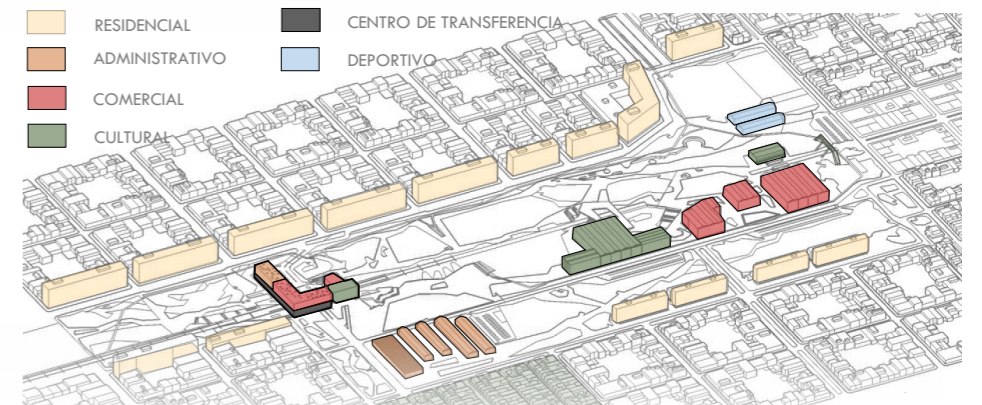 RESIDENCIAL
ADMINISTRATIVO
COMERCIAL
CULTURAL
CENTRO DE TRANSFERENCIA
DEPORTIVO